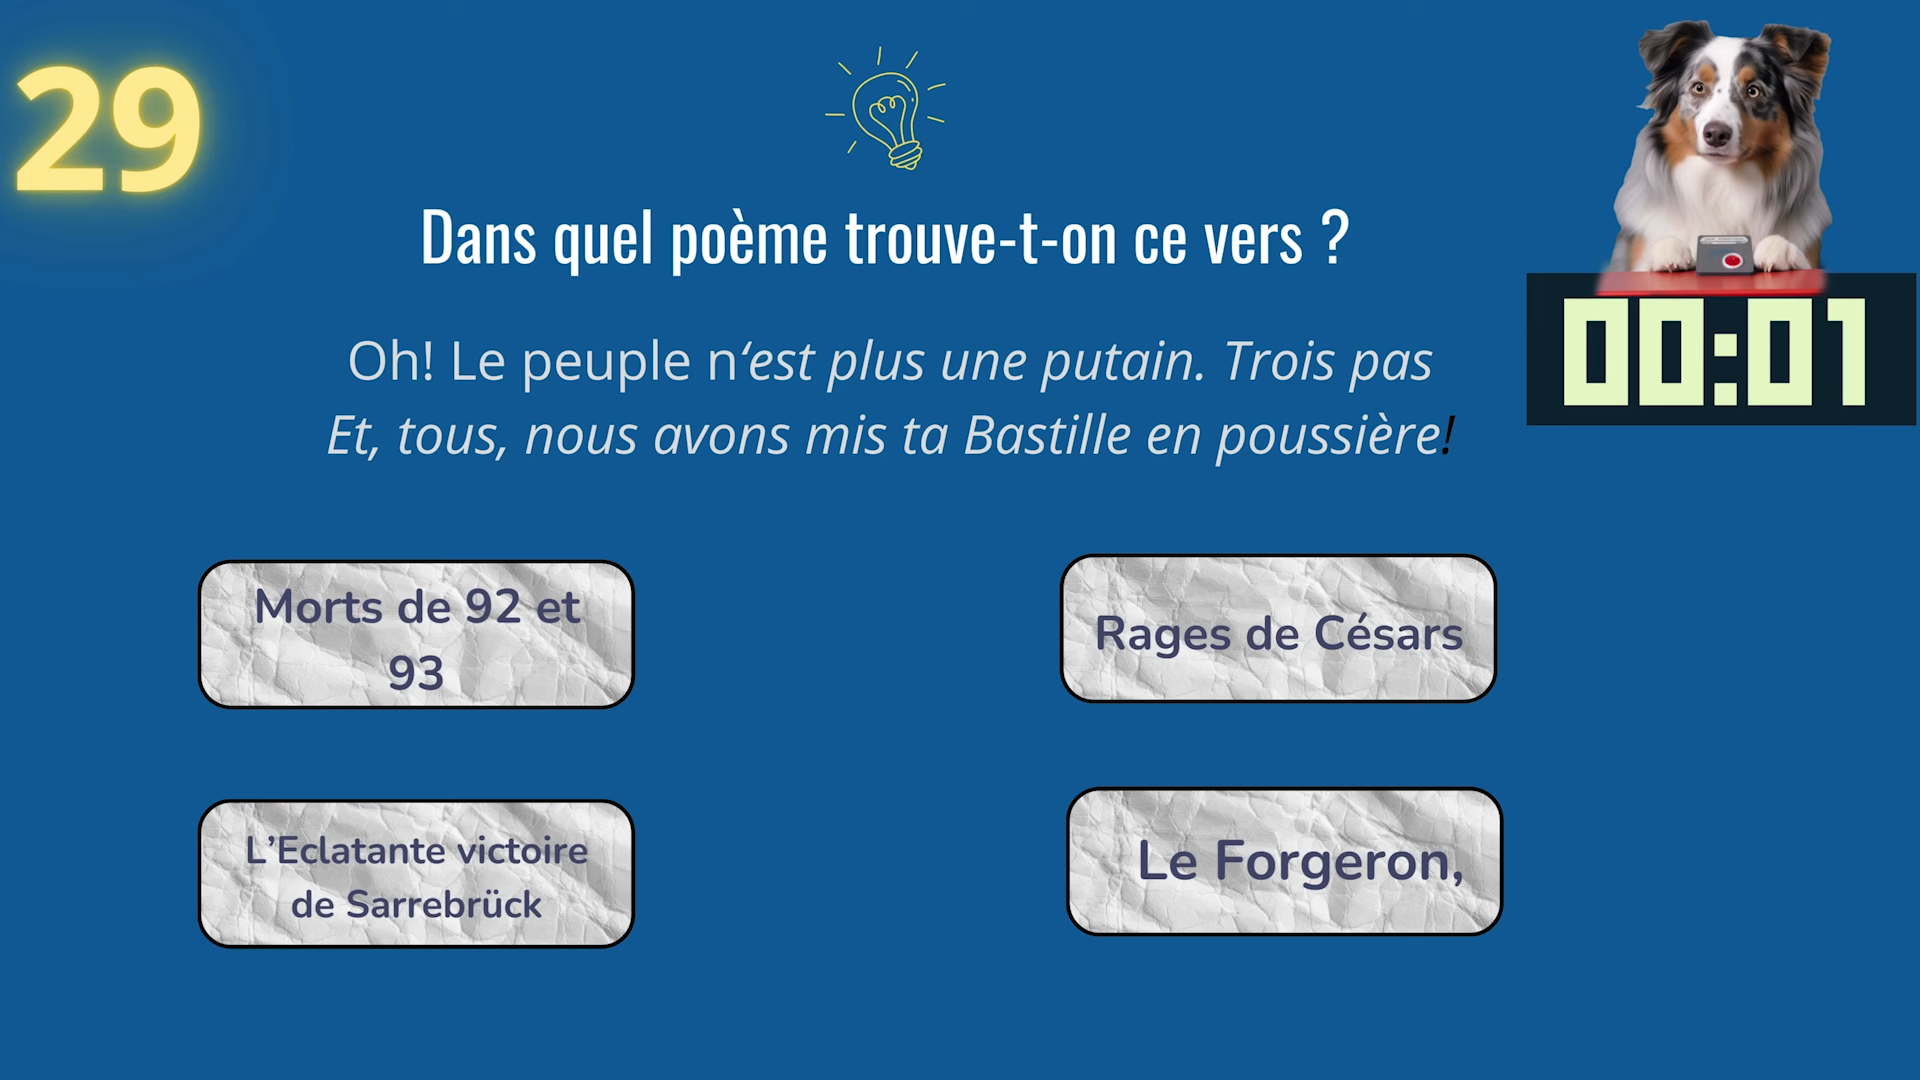 29
Dans quel poème trouve-t-on ce vers ?
00:01
Oh! Le peuple n‘est plus une putain. Trois pas
Et, tous, nous avons mis ta Bastille en poussière!
Morts de 92 et
93
Rages de Césars
L’Eclatante victoire
de Sarrebrück
Le Forgeron,